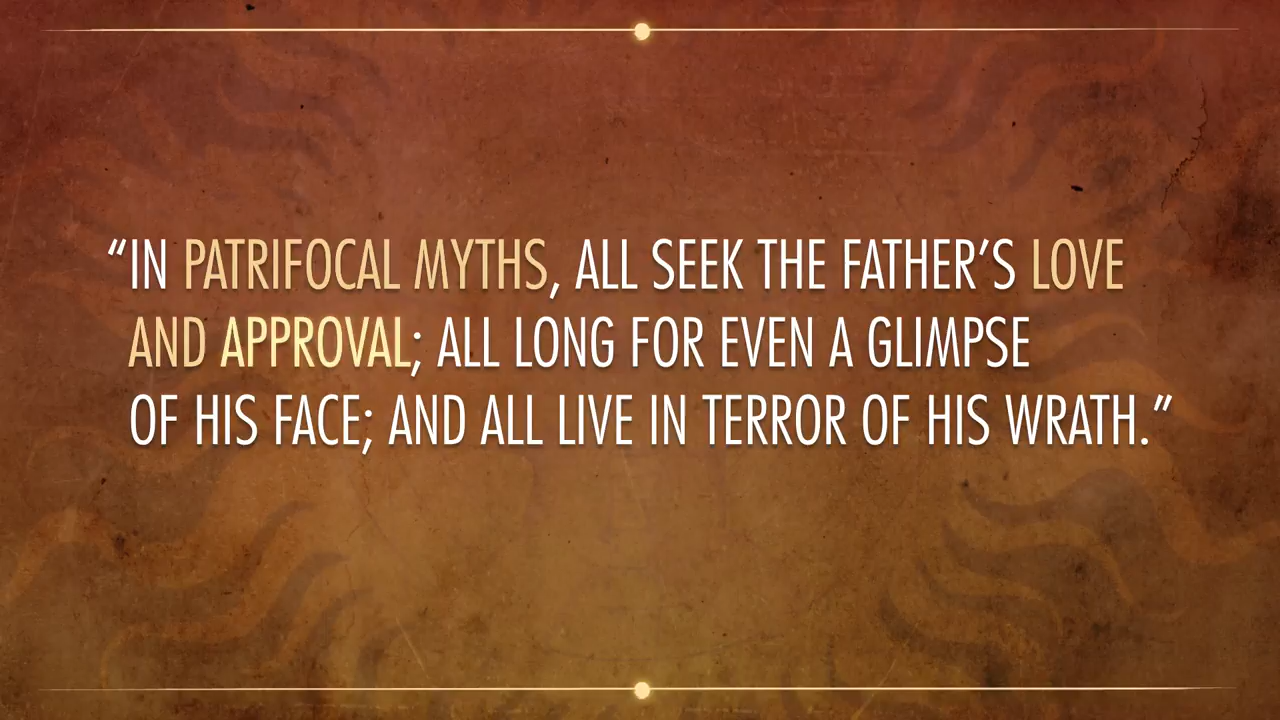 “IN PATRIFOCAL MYTHS, ALL SEEK THE FATHER’S LOVE
AND APPROVAL; ALL LONG FOR EVEN A GLIMPSE
OF HIS FACE; AND ALL LIVE IN TERROR OF HIS WRATH.”